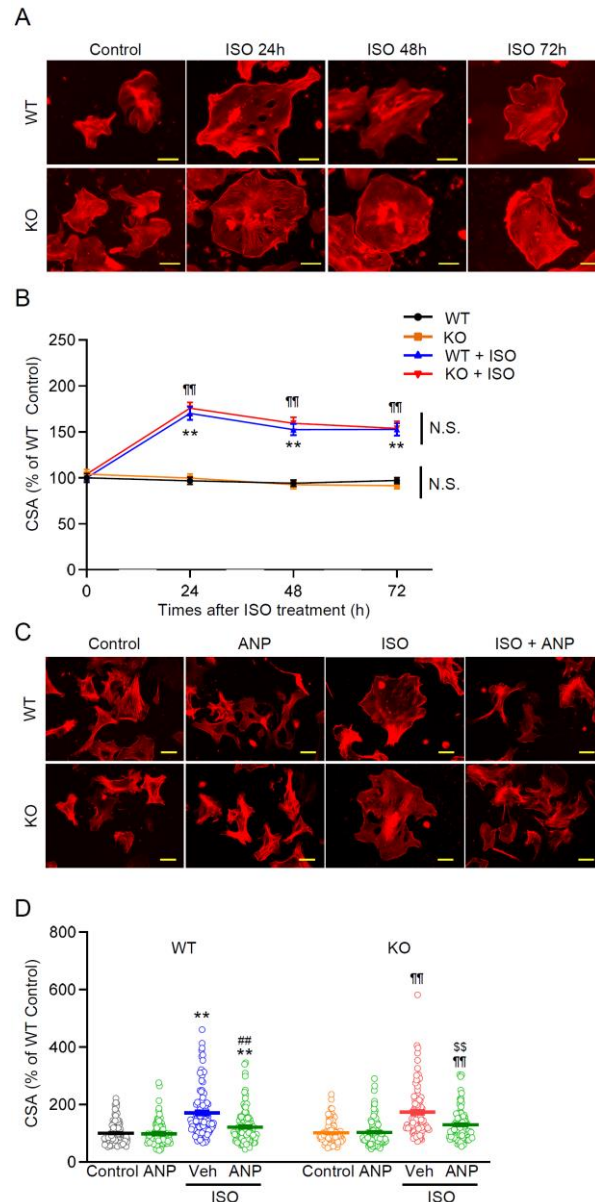 A
Control ISO 24h ISO 48h ISO 72h
WT
KO
B
250
200
150
100
50
0
CSA (% of WT Control)
WT
KO
WT + ISO
KO + ISO
¶¶ ¶¶ ¶¶
** ** **
N.S.
N.S.
0 24 48 72
Times after ISO treatment (h)
C
Control ANP ISO ISO + ANP
WT
KO
D
800
600
400
200
0
CSA (% of WT Control)
WT KO
**
##
**
¶¶
$$
¶¶
Control ANP Veh ANP Control ANP Veh ANP
ISO ISO